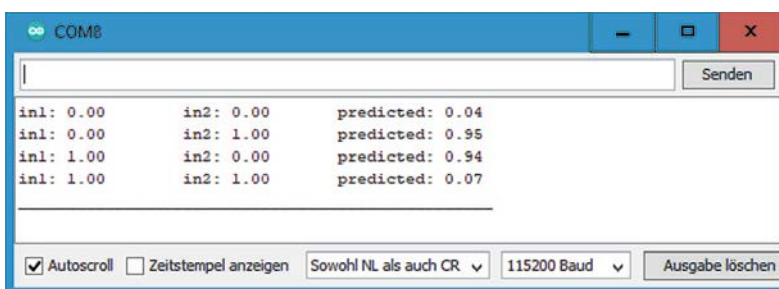 COM8
Senden
in1: 0.00 in2: 0.00 predicted: 0.04
in1: 0.00 in2: 1.00 predicted: 0.95
in1: 1.00 in2: 0.00 predicted: 0.94
in1: 1.00 in2: 1.00 predicted: 0.07
Autoscroll Zeitstempel anzeigen Sowohl NL als auch CR 115200 Baud Ausgabe löschen